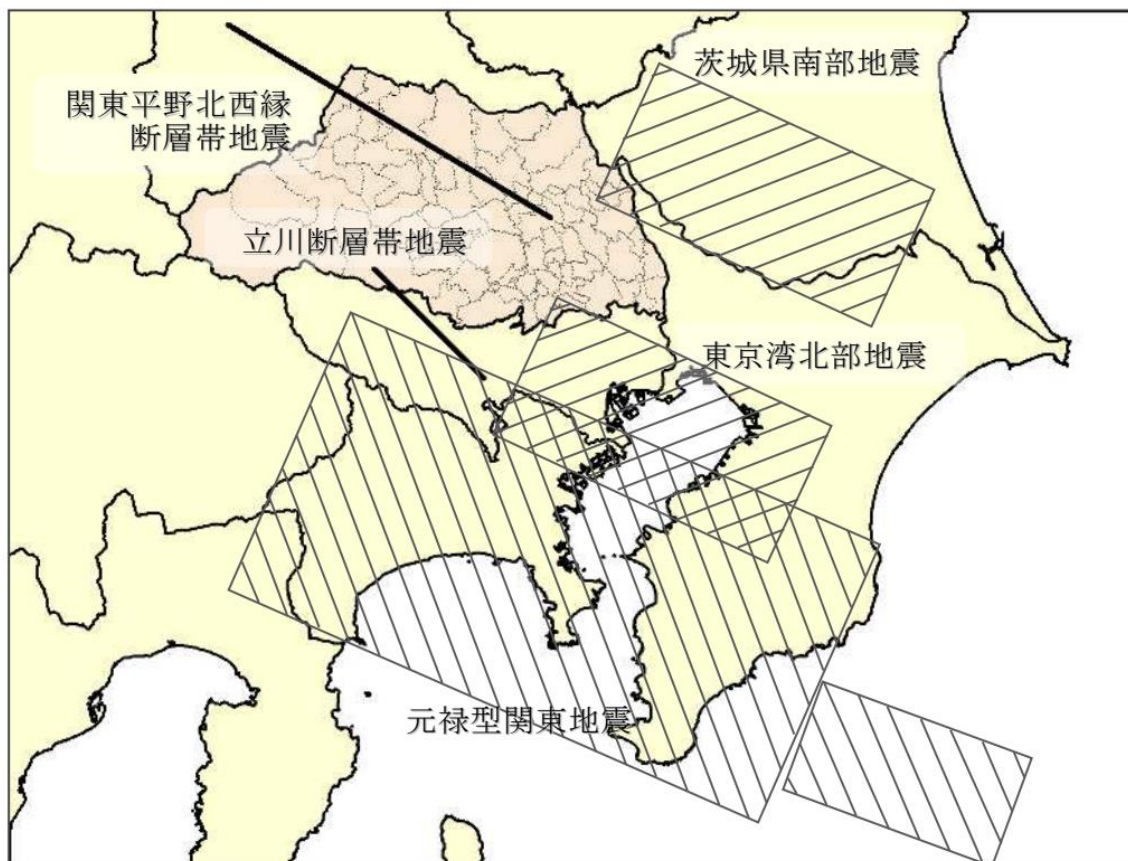 茨城県南部地震
関東平野北西縁
断層帯地震
立川断層帯地震
東京湾北部地震
元禄型関東地震